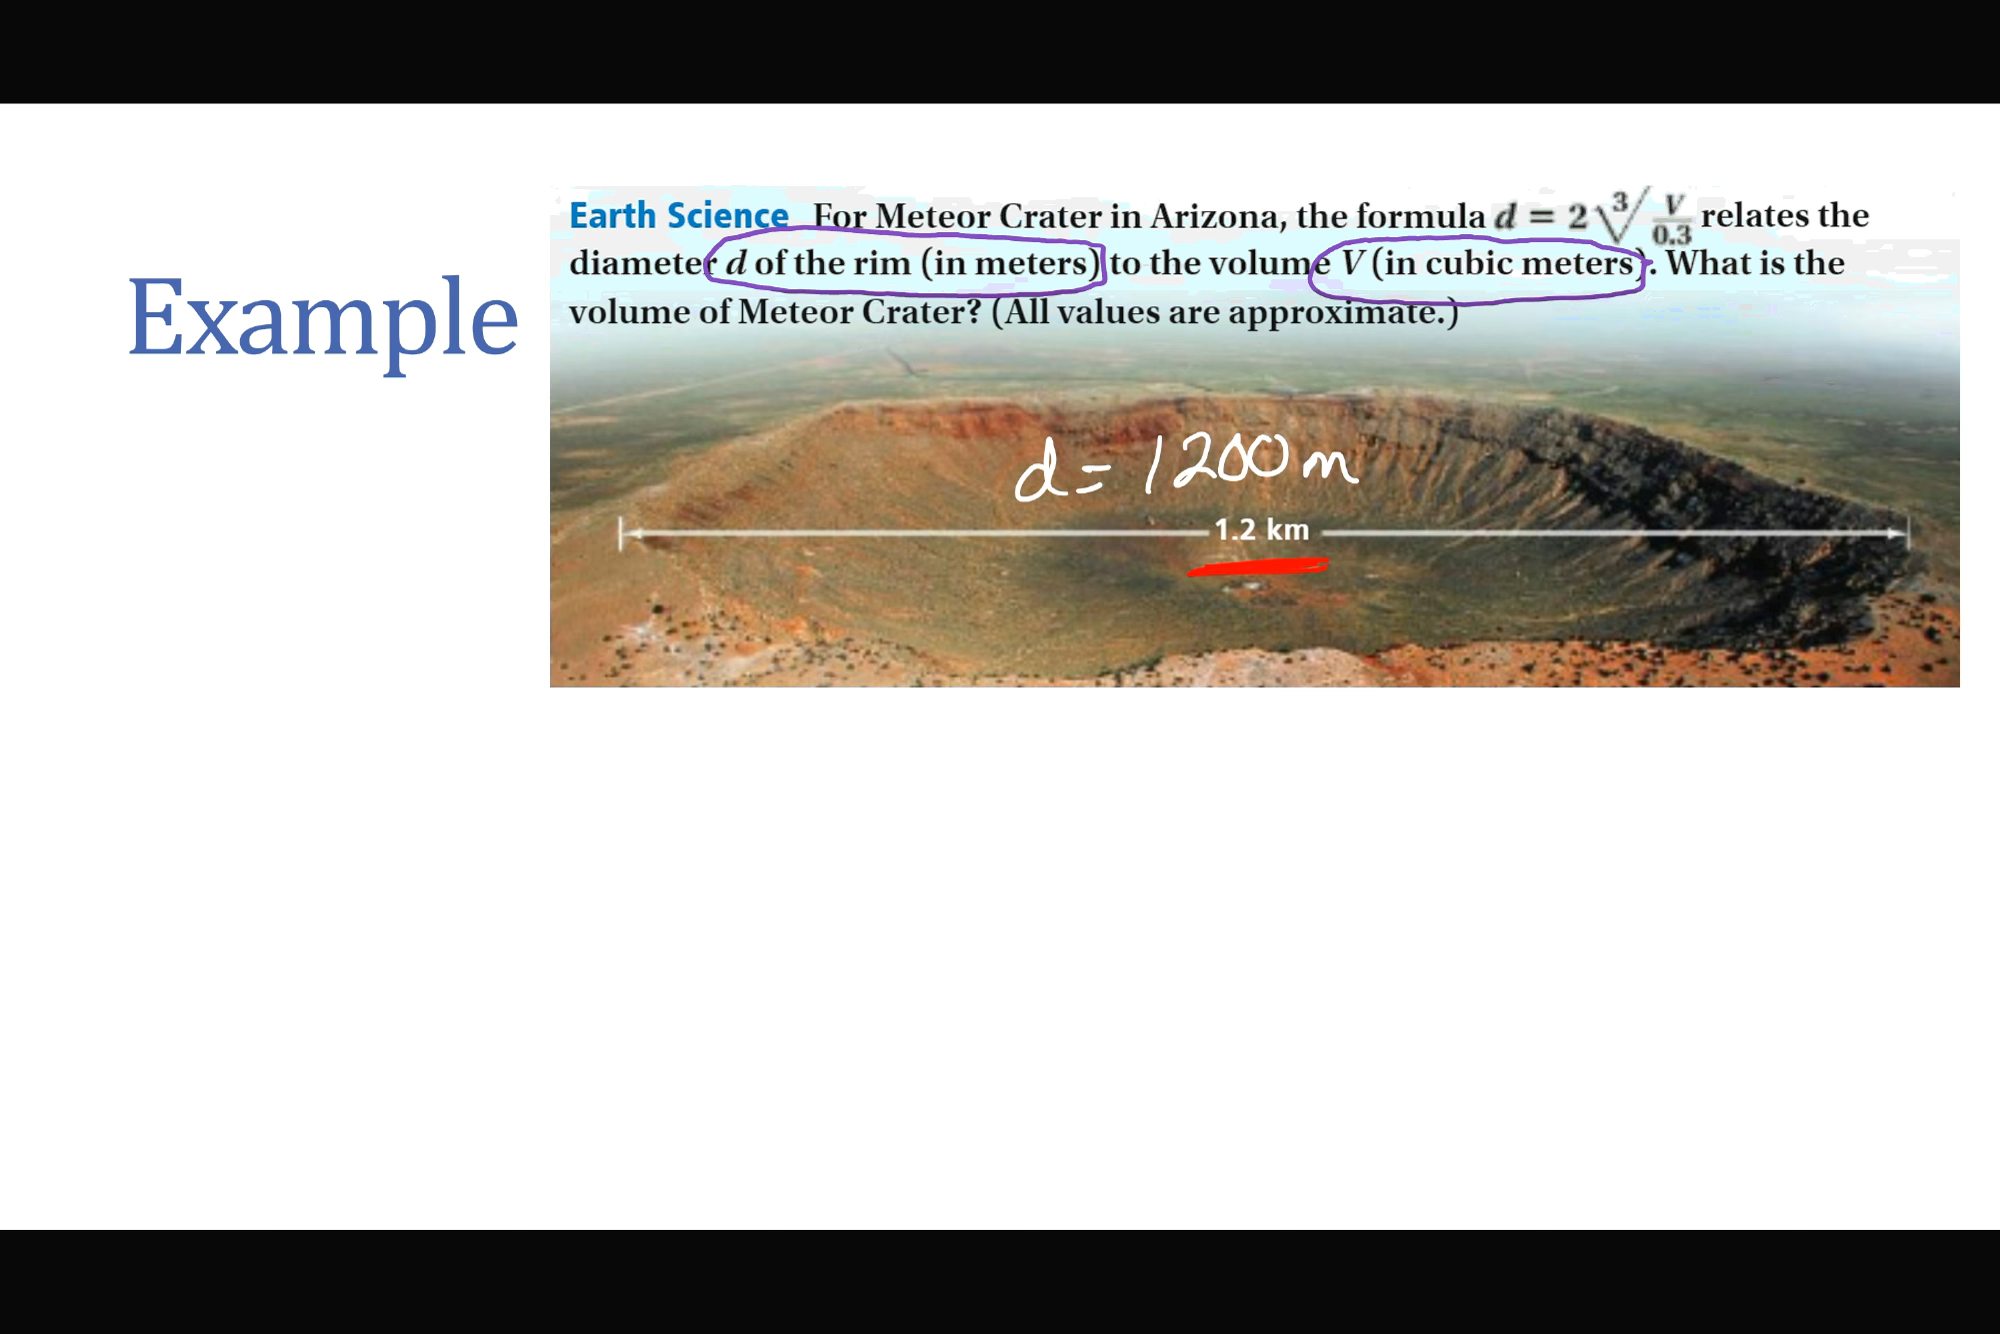 Example
Earth Science For Meteor Crater in Arizona, the formula d = 2∛(V/0.3) relates the
diameter d of the rim (in meters) to the volume V (in cubic meters). What is the
volume of Meteor Crater? (All values are approximate.)
d = 1200 m
1.2 km